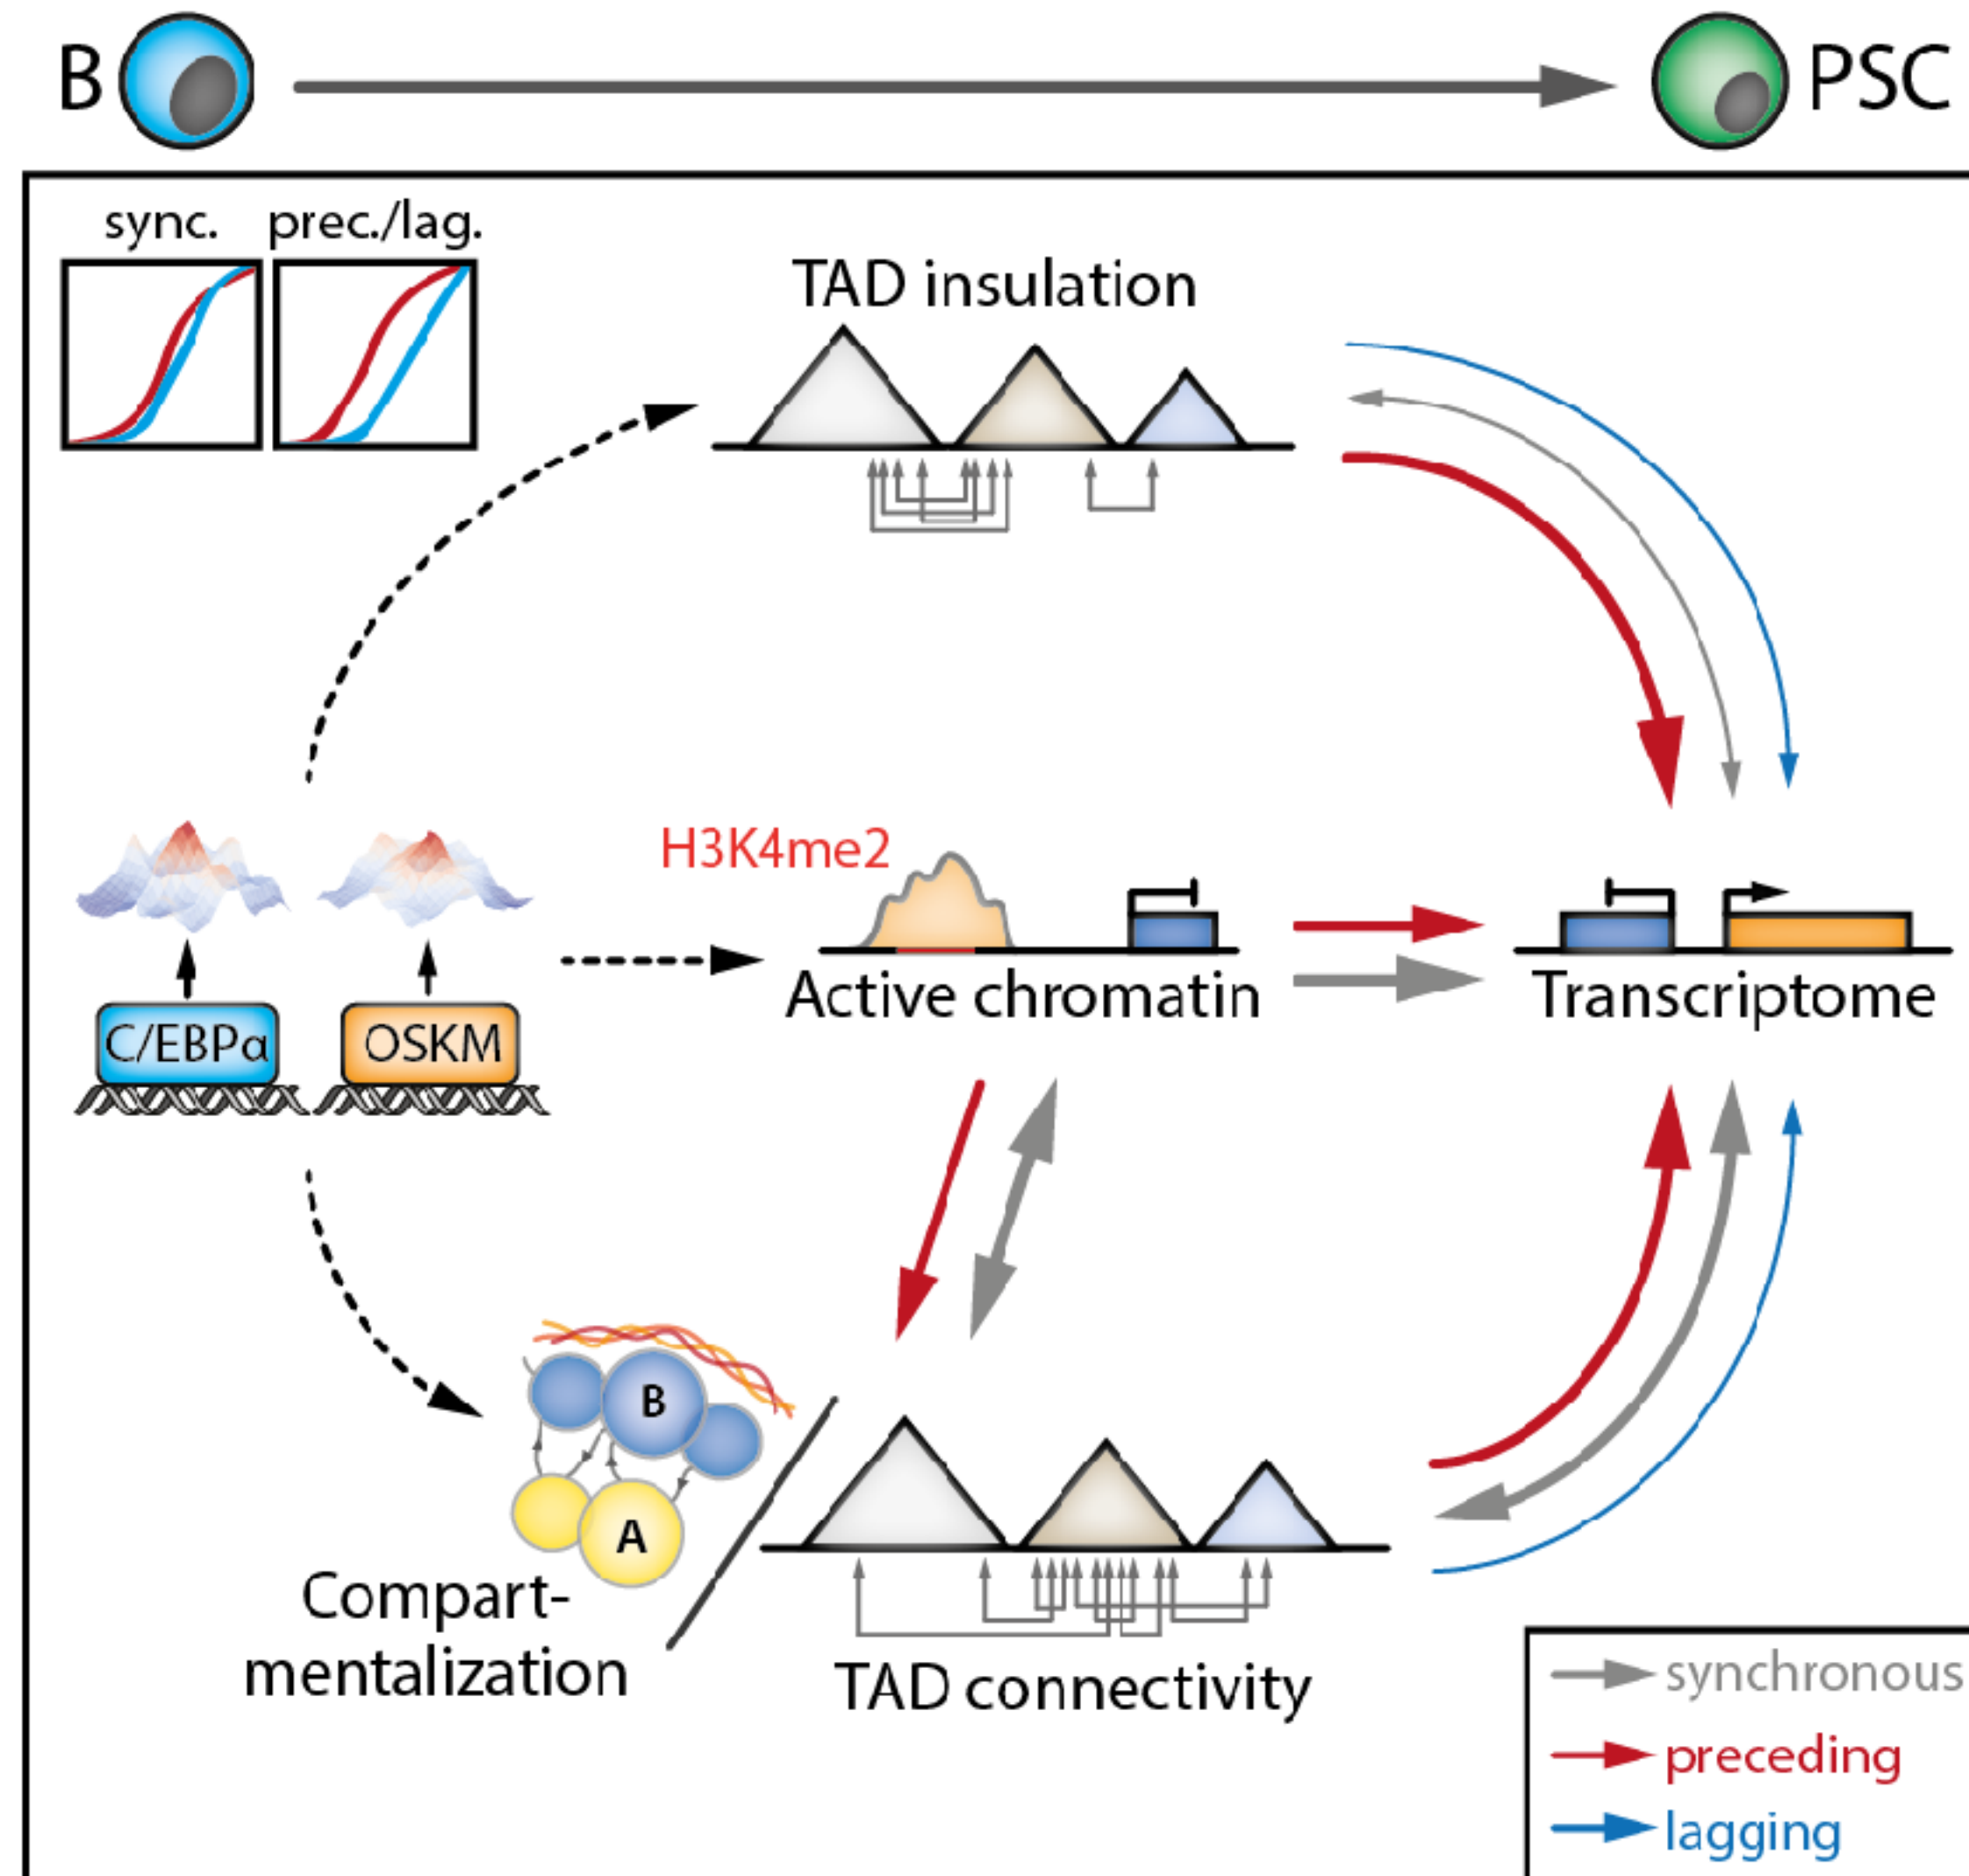 B
PSC
sync.
prec./lag.
TAD insulation
H3K4me2
C/EBPα
OSKM
Active chromatin
Transcriptome
B
A
Compart-
mentalization
TAD connectivity
synchronous
preceding
lagging